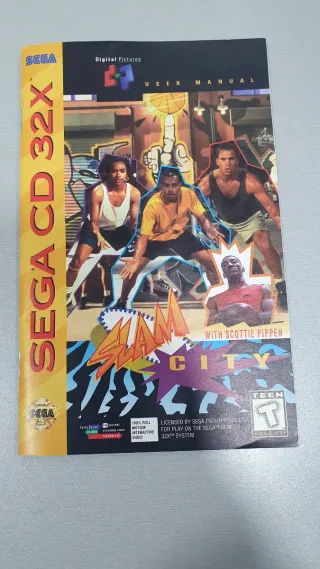 SEGA
Digital Pictures
USER MANUAL
SEGA CD 32X
SLAM
CITY
WITH SCOTTIE PIPPEN
SEGA
100% FULL
MOTION
INTERACTIVE
VIDEO
LICENSED BY SEGA ENTERPRISES
FOR PLAY ON THE SEGA GENESIS
32X SYSTEM
TEEN
T